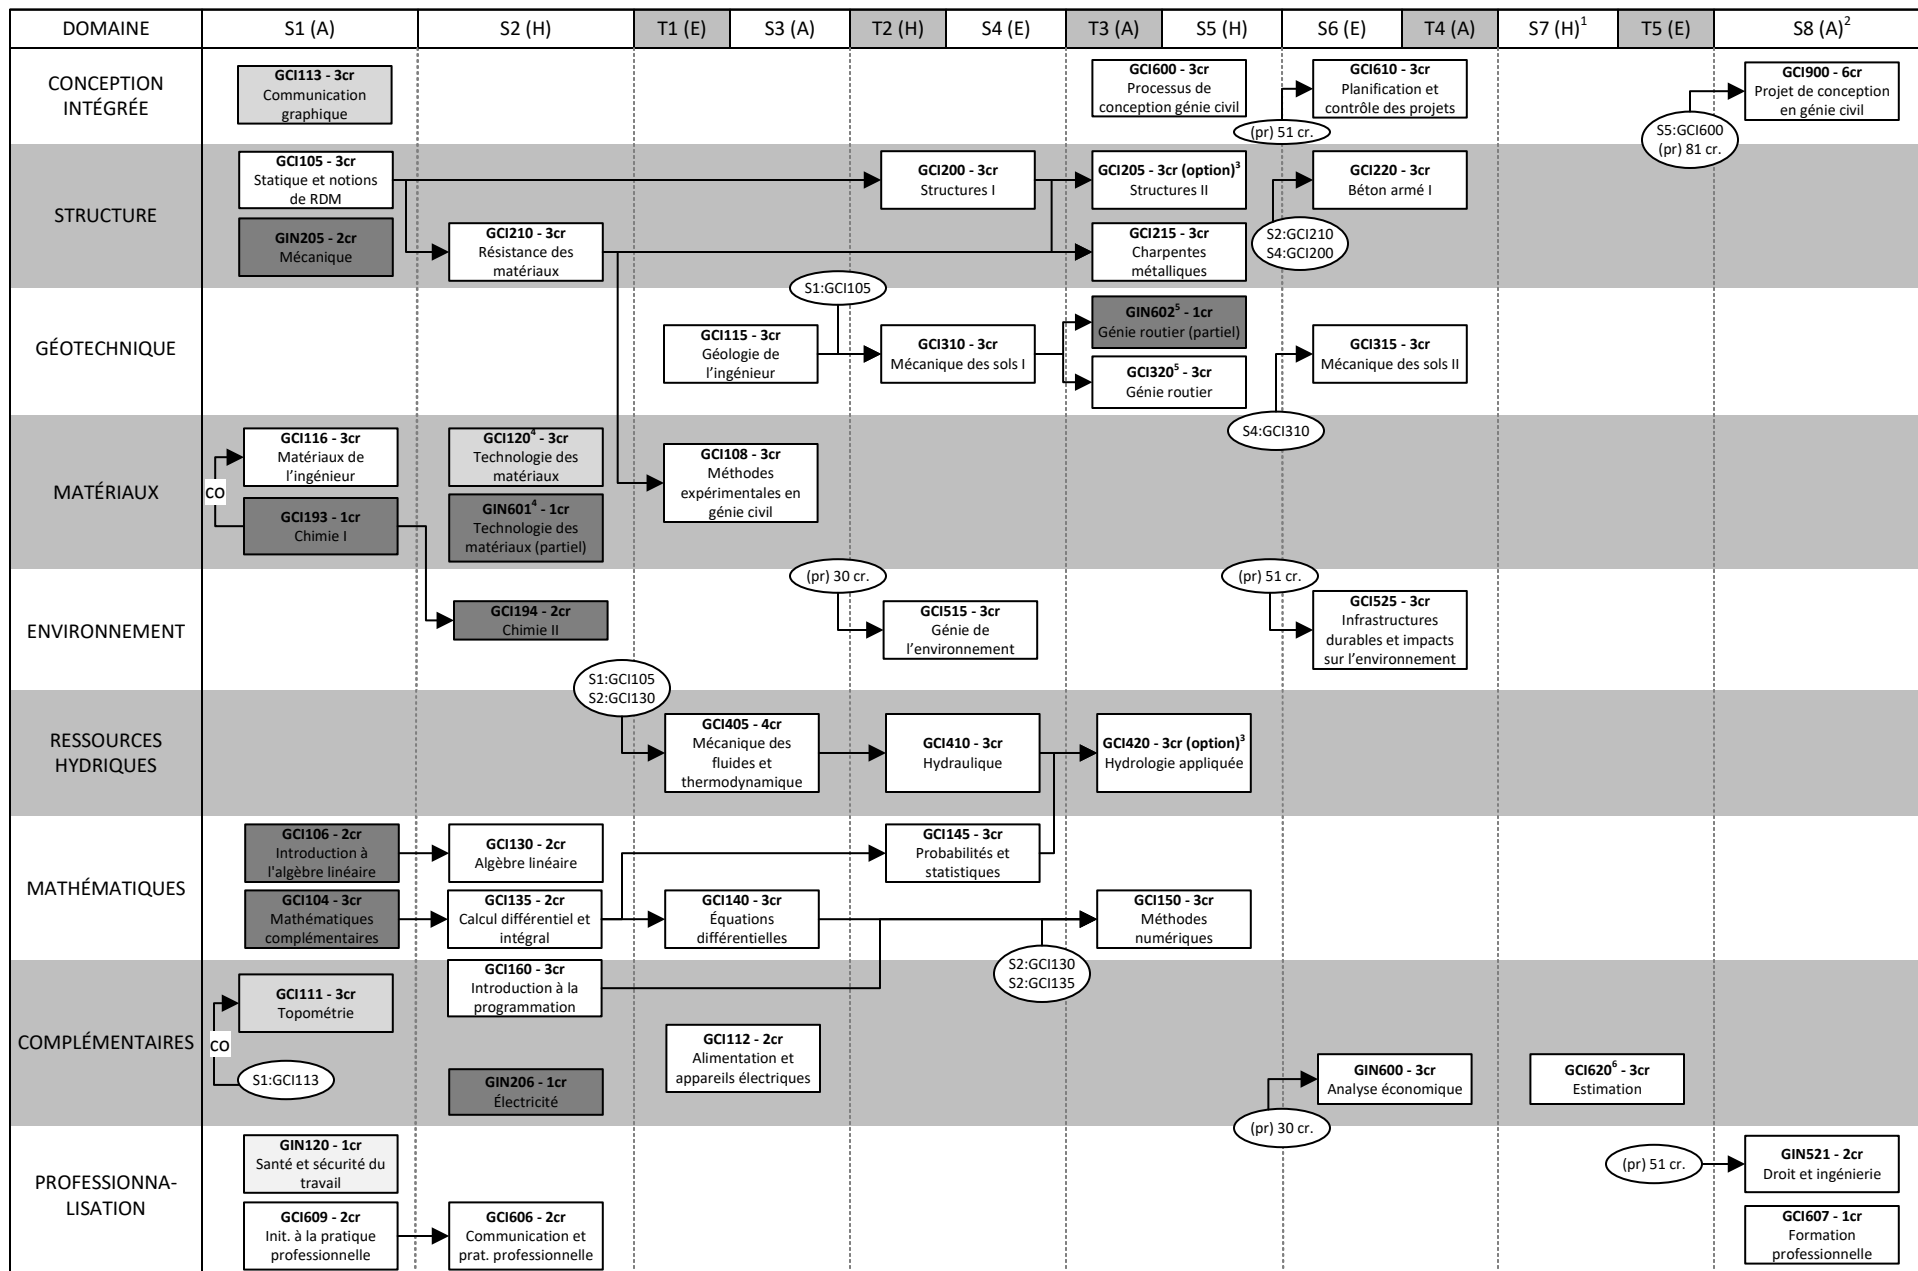 DOMAINE
S1 (A)
S2 (H)
T1 (E)
S3 (A)
T2 (H)
S4 (E)
T3 (A)
S5 (H)
S6 (E)
T4 (A)
S7 (H)1
T5 (E)
S8 (A)2
CONCEPTION
INTÉGRÉE
GCI113 - 3cr
Communication
graphique
GCI600 - 3cr
Processus de
conception génie civil
(pr) 51 cr.
GCI610 - 3cr
Planification et
contrôle des projets
S5:GCI600
(pr) 81 cr.
GCI900 - 6cr
Projet de conception
en génie civil
STRUCTURE
GCI105 - 3cr
Statique et notions
de RDM
GIN205 - 2cr
Mécanique
GCI210 - 3cr
Résistance des
matériaux
GCI200 - 3cr
Structures I
GCI205 - 3cr (option)3
Structures II
GCI215 - 3cr
Charpentes
métalliques
S2:GCI210
S4:GCI200
GCI220 - 3cr
Béton armé I
GÉOTECHNIQUE
GCI115 - 3cr
Géologie de
l’ingénieur
S1:GCI105
GCI310 - 3cr
Mécanique des sols I
GIN6025 - 1cr
Génie routier (partiel)
GCI3205 - 3cr
Génie routier
S4:GCI310
GCI315 - 3cr
Mécanique des sols II
MATÉRIAUX
GCI116 - 3cr
Matériaux de
l’ingénieur
co
GCI193 - 1cr
Chimie I
GCI1204 - 3cr
Technologie des
matériaux
GIN6014 - 1cr
Technologie des
matériaux (partiel)
GCI108 - 3cr
Méthodes
expérimentales en
génie civil
ENVIRONNEMENT
GCI194 - 2cr
Chimie II
(pr) 30 cr.
GCI515 - 3cr
Génie de
l’environnement
(pr) 51 cr.
GCI525 - 3cr
Infrastructures
durables et impacts
sur l’environnement
RESSOURCES
HYDRIQUES
S1:GCI105
S2:GCI130
GCI405 - 4cr
Mécanique des
fluides et
thermodynamique
GCI410 - 3cr
Hydraulique
GCI420 - 3cr (option)3
Hydrologie appliquée
MATHÉMATIQUES
GCI106 - 2cr
Introduction à
l'algèbre linéaire
GCI104 - 3cr
Mathématiques
complémentaires
GCI130 - 2cr
Algèbre linéaire
GCI135 - 2cr
Calcul différentiel et
intégral
GCI140 - 3cr
Équations
différentielles
GCI145 - 3cr
Probabilités et
statistiques
GCI150 - 3cr
Méthodes
numériques
S2:GCI130
S2:GCI135
COMPLÉMENTAIRES
GCI111 - 3cr
Topométrie
co
S1:GCI113
GCI160 - 3cr
Introduction à la
programmation
GIN206 - 1cr
Électricité
GCI112 - 2cr
Alimentation et
appareils électriques
(pr) 30 cr.
GIN600 - 3cr
Analyse économique
GCI6206 - 3cr
Estimation
PROFESSIONNA-
LISATION
GIN120 - 1cr
Santé et sécurité du
travail
GCI609 - 2cr
Init. à la pratique
professionnelle
GCI606 - 2cr
Communication et
prat. professionnelle
(pr) 51 cr.
GIN521 - 2cr
Droit et ingénierie
GCI607 - 1cr
Formation
professionnelle